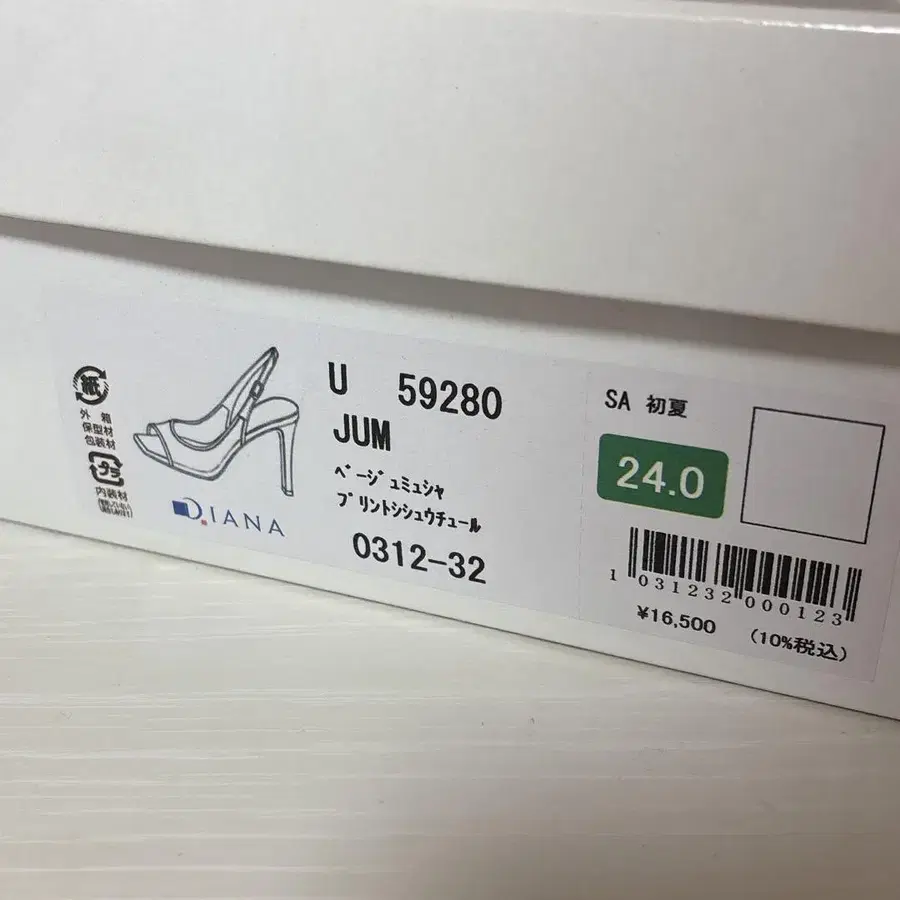 紙
外 箱
保型材
包装材
プラ
内装材
DIANA
U 59280
JUM
ﾍﾞｰｼﾞｭﾐｭｼｬ
ﾌﾟﾘﾝﾄｼｼｭｳﾁｭｰﾙ
0312-32
SA 初夏
24.0
1 031232 000123
¥16,500 (10%税込)